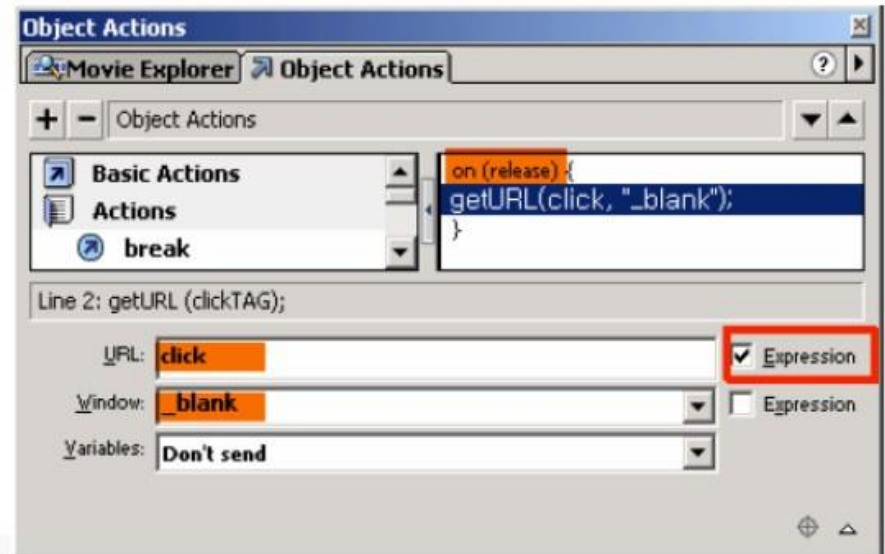 Object Actions
Movie Explorer Object Actions ?
+ - Object Actions
Basic Actions
Actions
break
on (release) {
getURL(click, "_blank");
}
Line 2: getURL (clickTAG);
URL: click Expression
Window: _blank Expression
Variables: Don't send